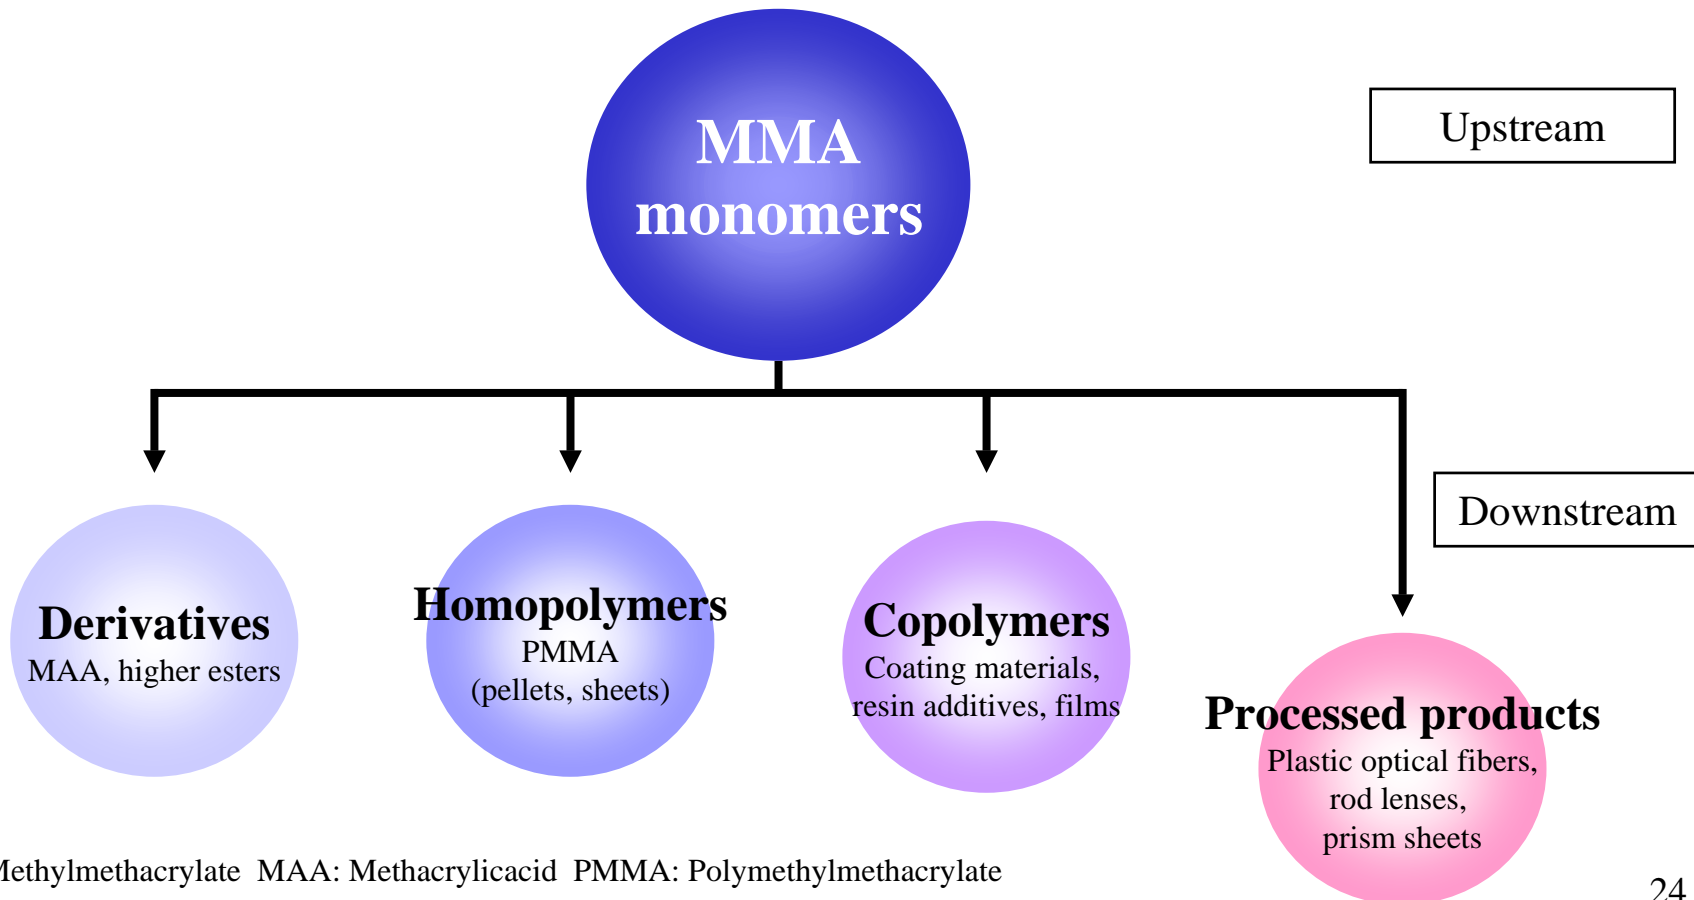 MMA
monomers
Upstream
Downstream
Derivatives
MAA, higher esters
Homopolymers
PMMA
(pellets, sheets)
Copolymers
Coating materials,
resin additives, films
Processed products
Plastic optical fibers,
rod lenses,
prism sheets
Methylmethacrylate  MAA: Methacrylicacid  PMMA: Polymethylmethacrylate
24